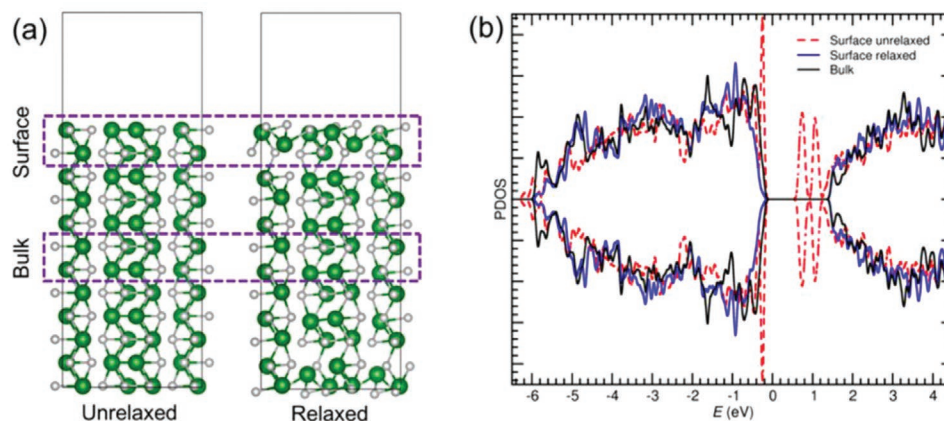 (a)
Surface
Bulk
Unrelaxed
Relaxed
(b)
Surface unrelaxed
Surface relaxed
Bulk
PDOS
-6 -5 -4 -3 -2 -1 0 1 2 3 4
E (eV)